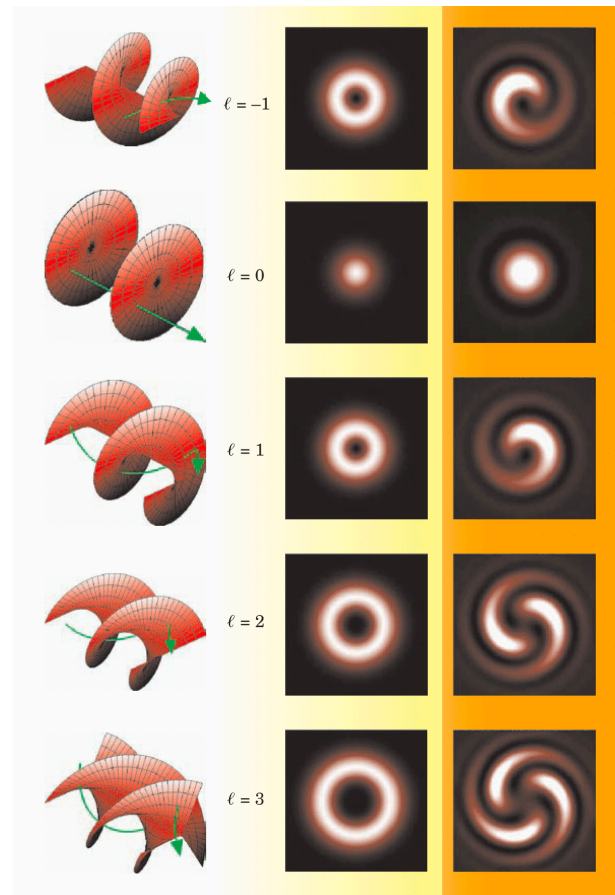 ℓ = –1
ℓ = 0
ℓ = 1
ℓ = 2
ℓ = 3